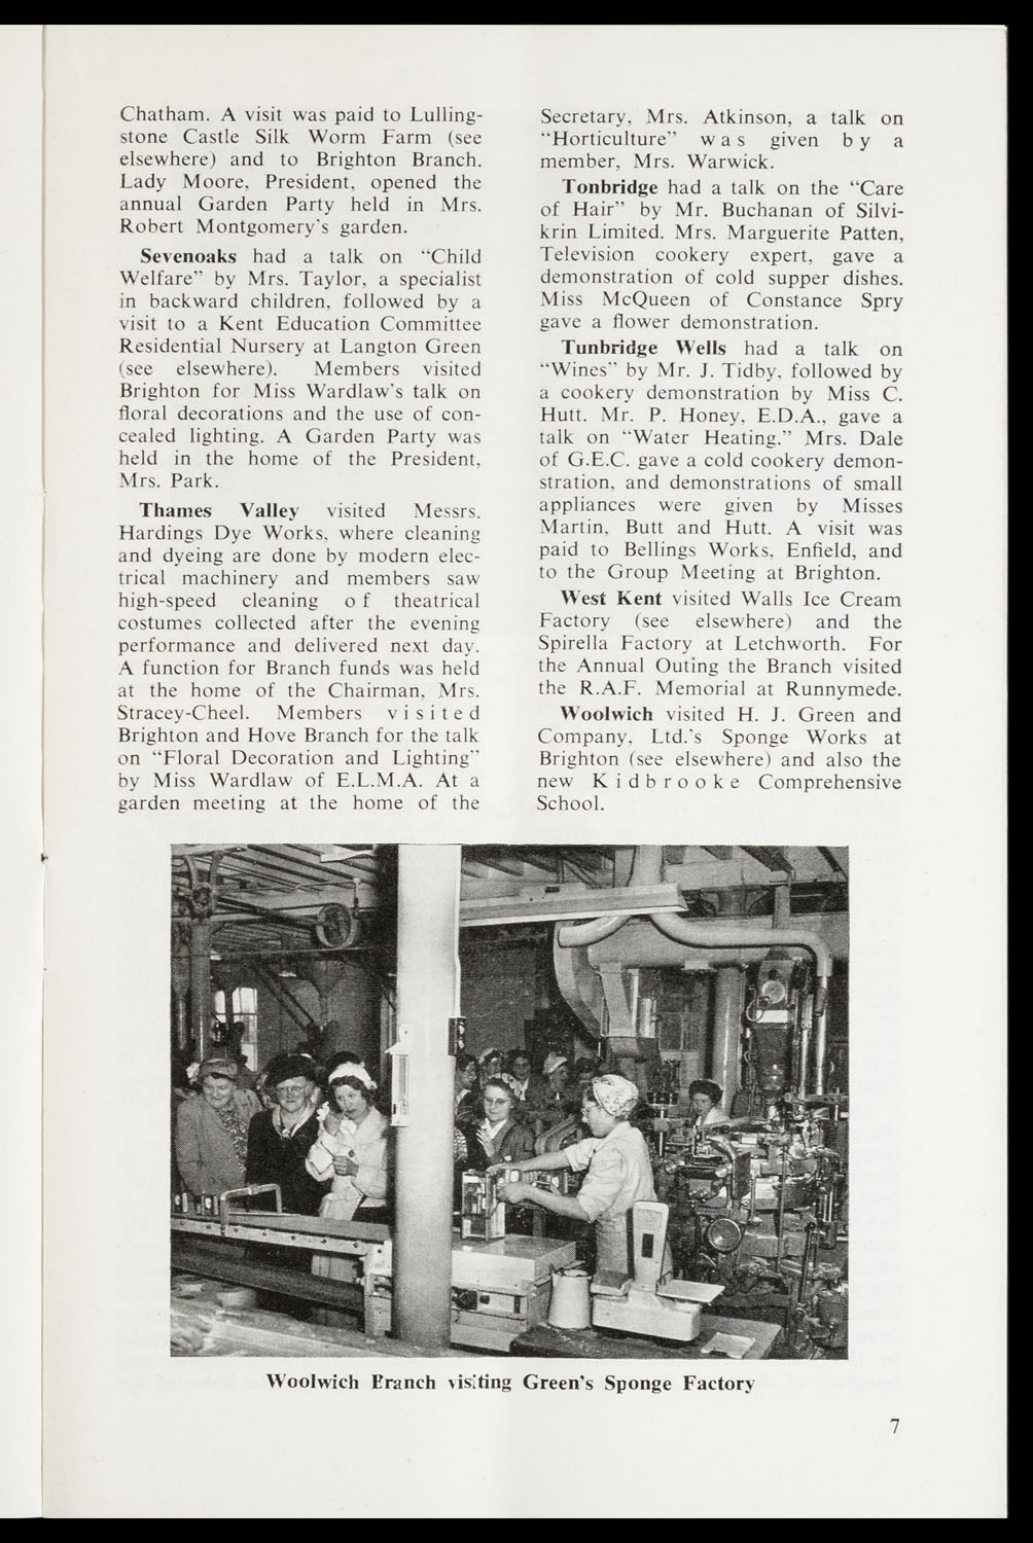 Chatham. A visit was paid to Lulling-
stone Castle Silk Worm Farm (see
elsewhere) and to Brighton Branch.
Lady Moore, President, opened the
annual Garden Party held in Mrs.
Robert Montgomery's garden.
Sevenoaks had a talk on "Child
Welfare" by Mrs. Taylor, a specialist
in backward children, followed by a
visit to a Kent Education Committee
Residential Nursery at Langton Green
(see elsewhere). Members visited
Brighton for Miss Wardlaw's talk on
floral decorations and the use of con-
cealed lighting. A Garden Party was
held in the home of the President,
Mrs. Park.
Thames Valley visited Messrs.
Hardings Dye Works, where cleaning
and dyeing are done by modern elec-
trical machinery and members saw
high-speed cleaning of theatrical
costumes collected after the evening
performance and delivered next day.
A function for Branch funds was held
at the home of the Chairman, Mrs.
Stracey-Cheel. Members visited
Brighton and Hove Branch for the talk
on "Floral Decoration and Lighting"
by Miss Wardlaw of E.L.M.A. At a
garden meeting at the home of the
Secretary, Mrs. Atkinson, a talk on
"Horticulture" was given by a
member, Mrs. Warwick.
Tonbridge had a talk on the "Care
of Hair" by Mr. Buchanan of Silvi-
krin Limited. Mrs. Marguerite Patten,
Television cookery expert, gave a
demonstration of cold supper dishes.
Miss McQueen of Constance Spry
gave a flower demonstration.
Tunbridge Wells had a talk on
"Wines" by Mr. J. Tidby, followed by
a cookery demonstration by Miss C.
Hutt. Mr. P. Honey, E.D.A., gave a
talk on "Water Heating." Mrs. Dale
of G.E.C. gave a cold cookery demon-
stration, and demonstrations of small
appliances were given by Misses
Martin, Butt and Hutt. A visit was
paid to Bellings Works, Enfield, and
to the Group Meeting at Brighton.
West Kent visited Walls Ice Cream
Factory (see elsewhere) and the
Spirella Factory at Letchworth. For
the Annual Outing the Branch visited
the R.A.F. Memorial at Runnymede.
Woolwich visited H. J. Green and
Company, Ltd.'s Sponge Works at
Brighton (see elsewhere) and also the
new Kidbrooke Comprehensive
School.
Woolwich Branch visiting Green's Sponge Factory
7